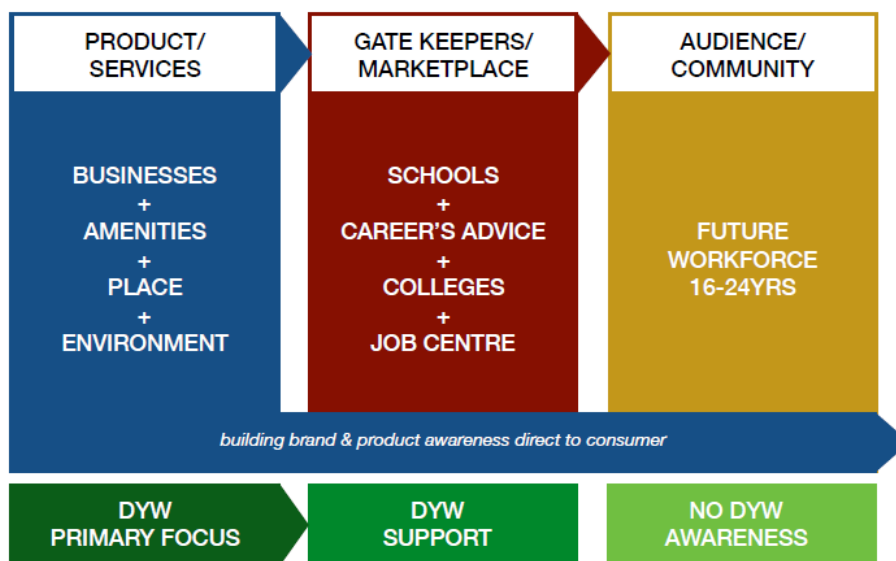 PRODUCT/
SERVICES
GATE KEEPERS/
MARKETPLACE
AUDIENCE/
COMMUNITY
BUSINESSES
+
AMENITIES
+
PLACE
+
ENVIRONMENT
SCHOOLS
+
CAREER'S ADVICE
+
COLLEGES
+
JOB CENTRE
FUTURE
WORKFORCE
16-24YRS
building brand & product awareness direct to consumer
DYW
PRIMARY FOCUS
DYW
SUPPORT
NO DYW
AWARENESS